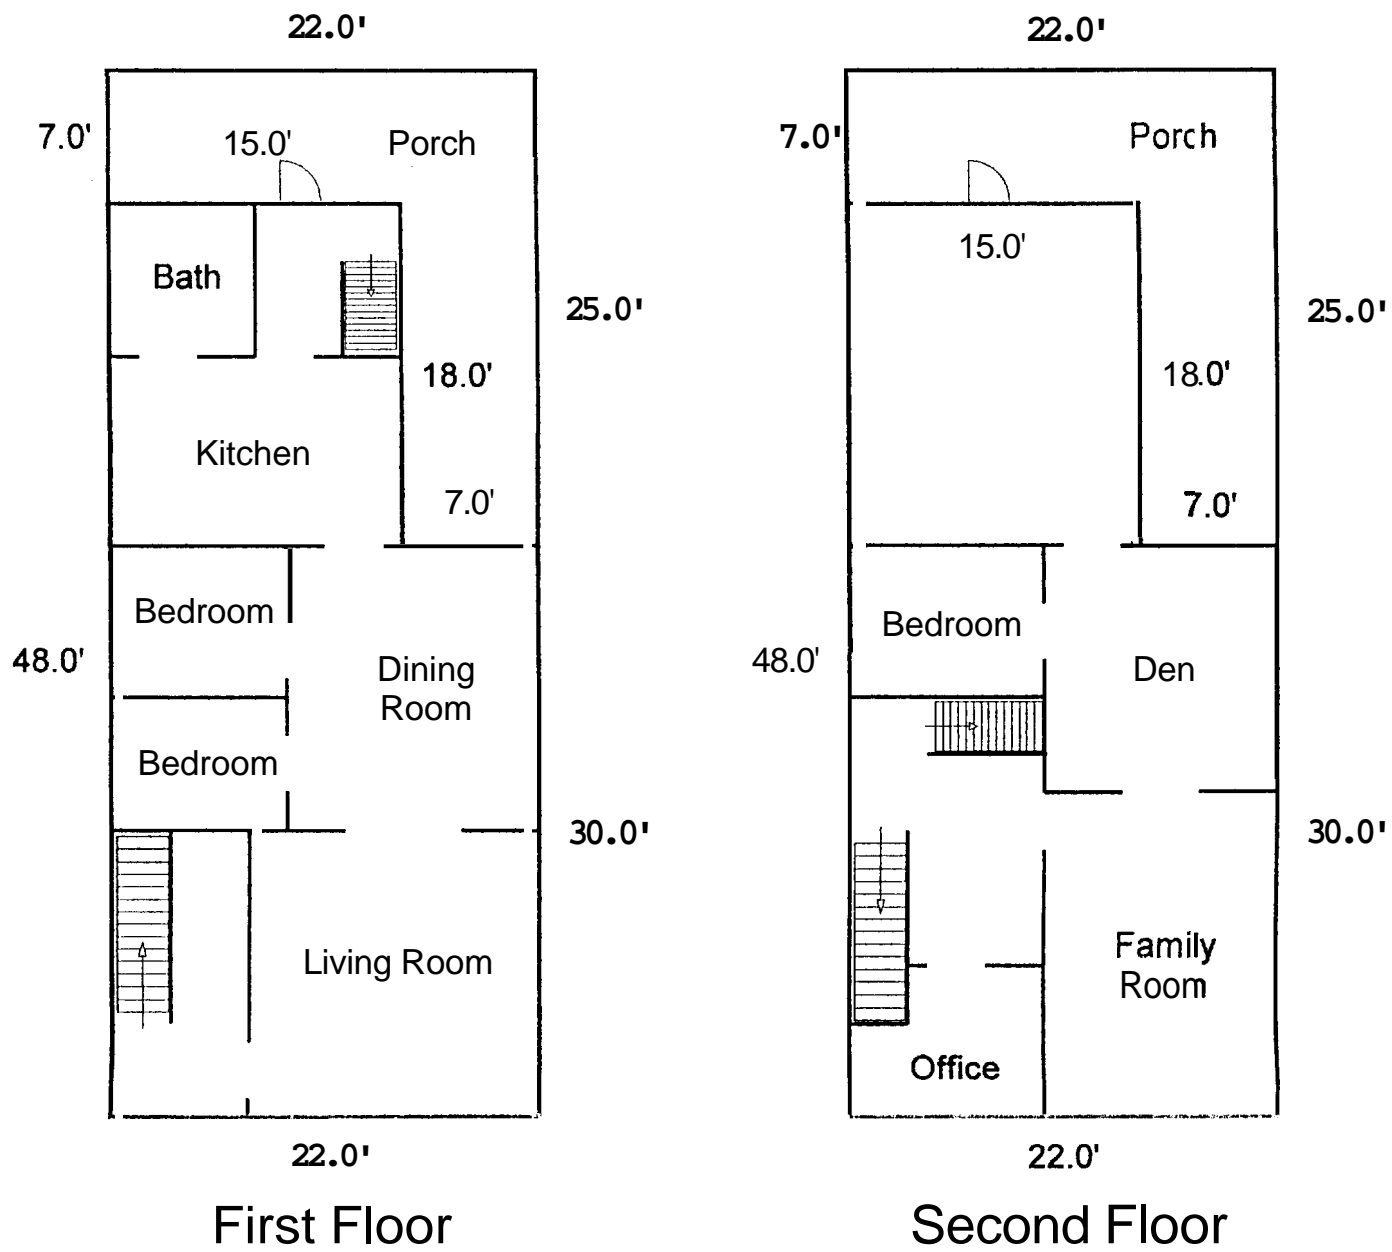 22.0'
22.0'
7.0'
15.0'
Porch
7.0'
Porch
15.0'
Bath
25.0'
25.0'
18.0'
18.0'
Kitchen
7.0'
7.0'
Bedroom
Bedroom
48.0'
Dining
Room
48.0'
Den
Bedroom
30.0'
30.0'
Living Room
Family
Room
Office
22.0'
22.0'
First Floor
Second Floor